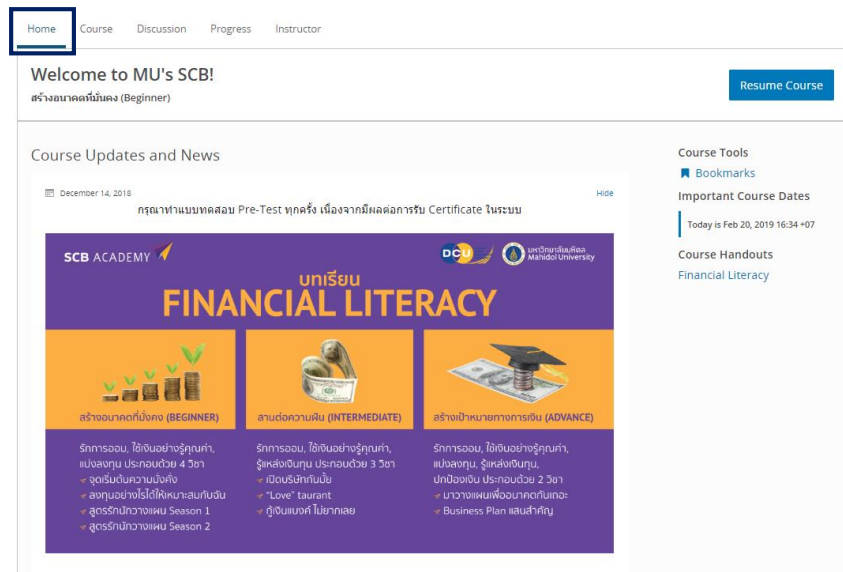 Home Course Discussion Progress Instructor
Welcome to MU's SCB!
สร้างอนาคตที่มั่นคง (Beginner)
Resume Course
Course Updates and News
December 14, 2018
Hide
กรุณาทำแบบทดสอบ Pre-Test ทุกครั้ง เนื่องจากมีผลต่อการรับ Certificate ในระบบ
SCB ACADEMY
DCU
มหาวิทยาลัยมหิดล
Mahidol University
บทเรียน
FINANCIAL LITERACY
สร้างอนาคตที่มั่งคง (BEGINNER)
รักการออม, ใช้เงินอย่างรู้คุณค่า,
แบ่งลงทุน ประกอบด้วย 4 วิชา
จุดเริ่มต้นความมั่งคั่ง
ลงทุนอย่างไรได้ให้เหมาะสมกับฉัน
สูตรรักนักวางแผน Season 1
สูตรรักนักวางแผน Season 2
สานต่อความฝัน (INTERMEDIATE)
รักการออม, ใช้เงินอย่างรู้คุณค่า,
รู้แหล่งเงินทุน ประกอบด้วย 3 วิชา
เปิดบริษัทกันมั้ย
"Love" taurant
กู้เงินแบงค์ ไม่ยากเลย
สร้างเป้าหมายทางการเงิน (ADVANCE)
รักการออม, ใช้เงินอย่างรู้คุณค่า,
แบ่งลงทุน, รู้แหล่งเงินทุน,
ปกป้องเงิน ประกอบด้วย 2 วิชา
มาวางแผนเพื่ออนาคตกันเถอะ
Business Plan แสนสำคัญ
Course Tools
Bookmarks
Important Course Dates
Today is Feb 20, 2019 16:34 +07
Course Handouts
Financial Literacy